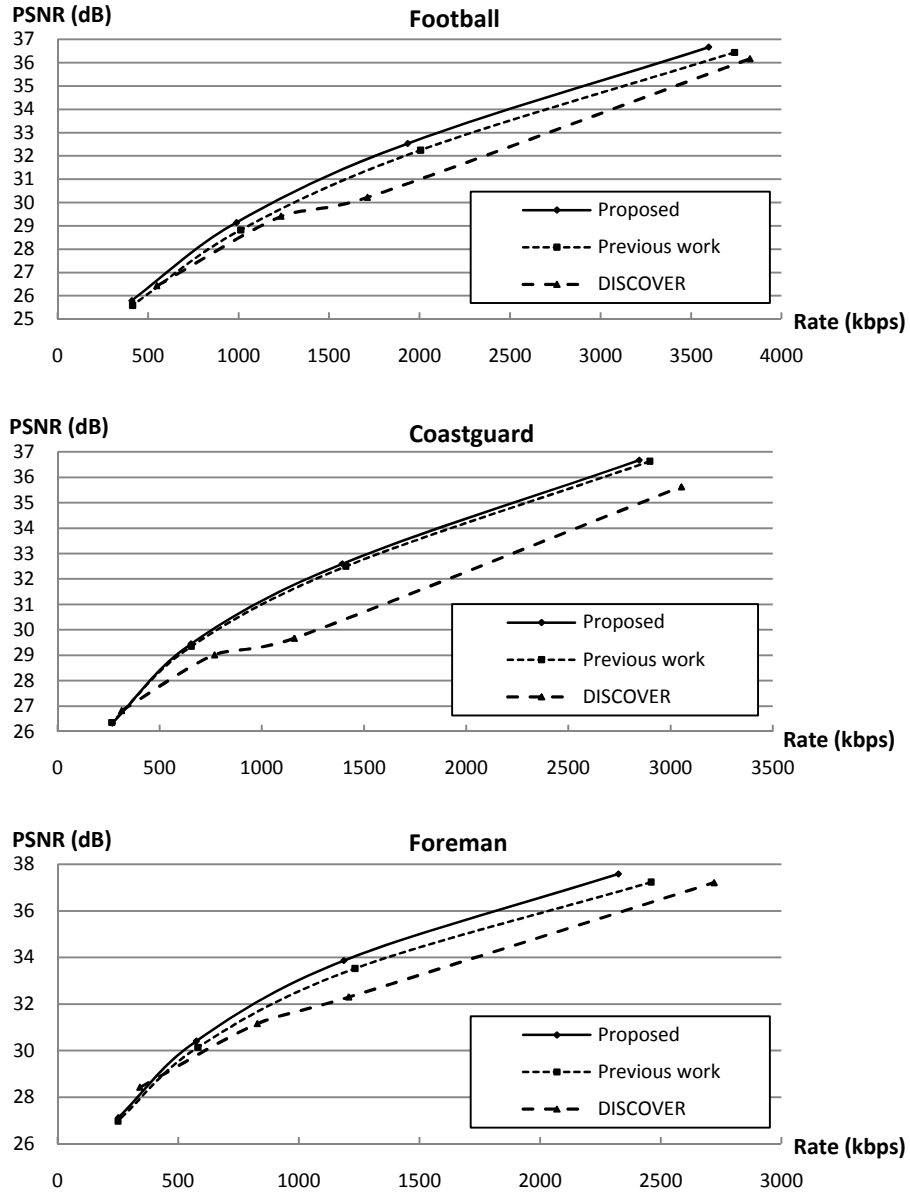 PSNR (dB)
Football
37
36
35
34
33
32
31
30
29
28
27
26
25
Proposed
Previous work
DISCOVER
Rate (kbps)
0 500 1000 1500 2000 2500 3000 3500 4000
PSNR (dB)
Coastguard
37
36
35
34
33
32
31
30
29
28
27
26
Proposed
Previous work
DISCOVER
Rate (kbps)
0 500 1000 1500 2000 2500 3000 3500
PSNR (dB)
Foreman
38
36
34
32
30
28
26
Proposed
Previous work
DISCOVER
Rate (kbps)
0 500 1000 1500 2000 2500 3000